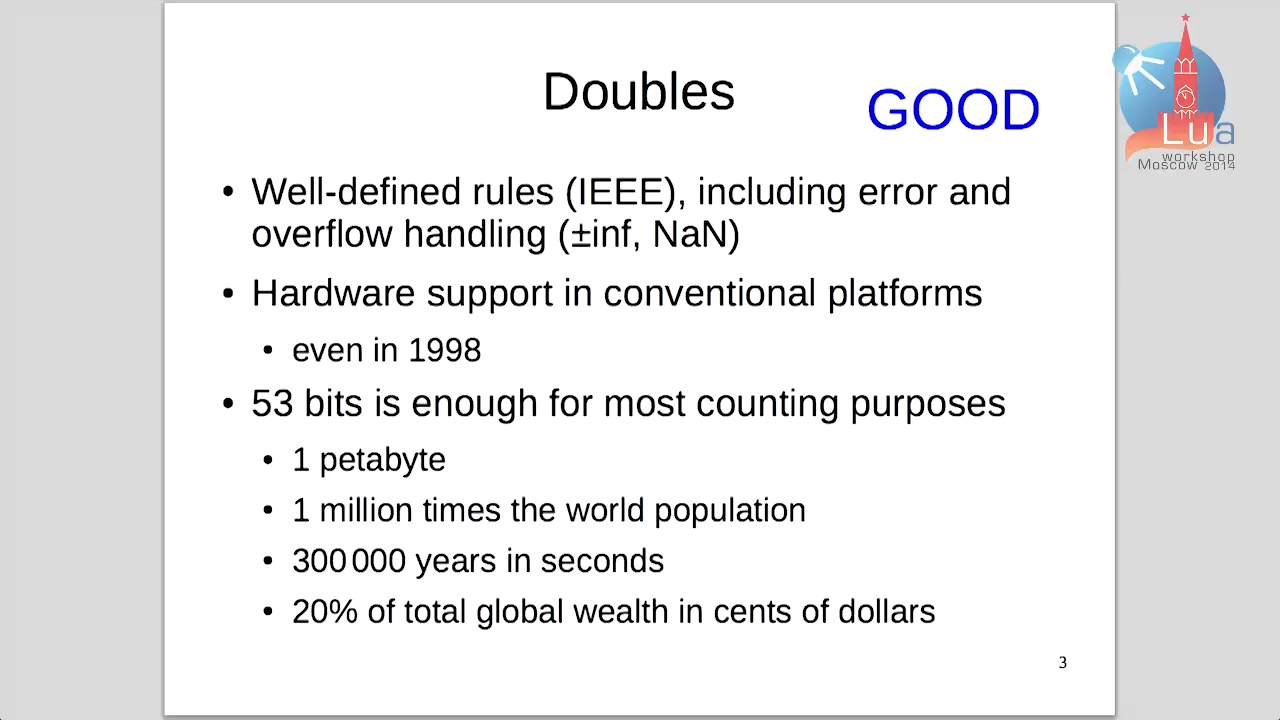 Doubles
GOOD
• Well-defined rules (IEEE), including error and
overflow handling (±inf, NaN)
• Hardware support in conventional platforms
• even in 1998
• 53 bits is enough for most counting purposes
• 1 petabyte
• 1 million times the world population
• 300 000 years in seconds
• 20% of total global wealth in cents of dollars
3
Lua
workshop
Moscow 2014